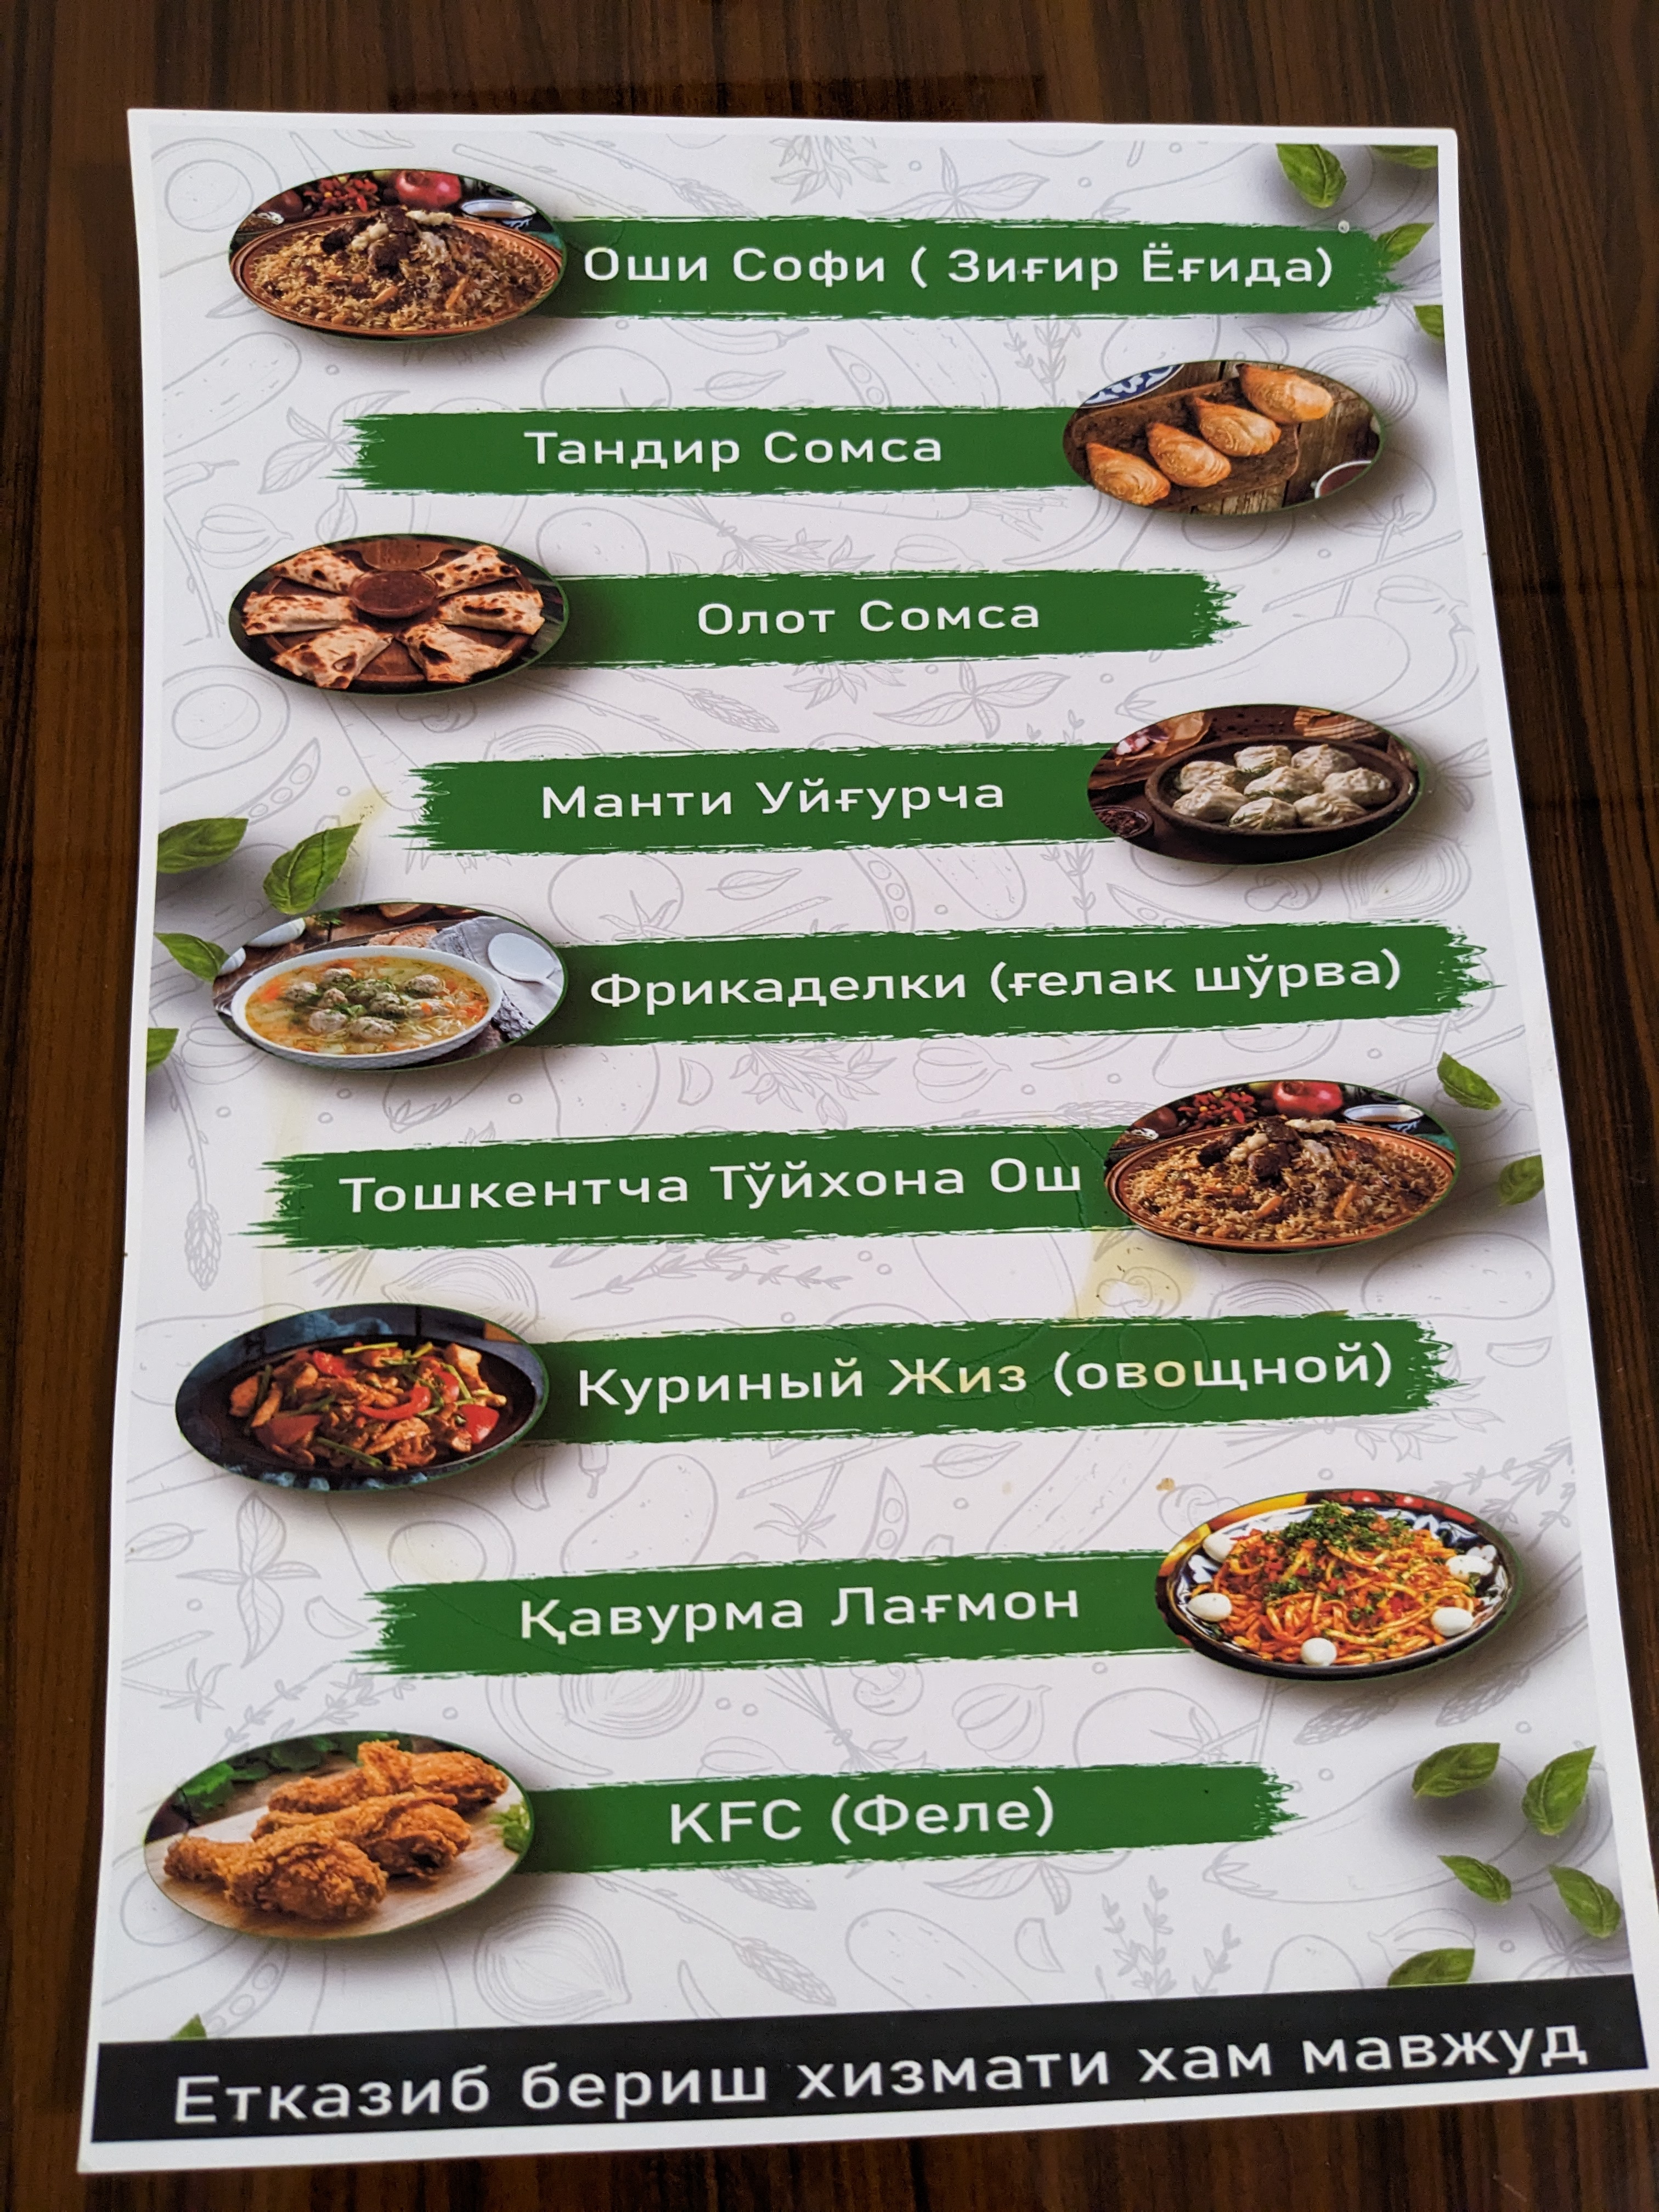 Оши Софи ( Зиғир Ёғида)
Тандир Сомса
Олот Сомса
Манти Уйғурча
Фрикаделки (ғелак шўрва)
Тошкентча Тўйхона Ош
Куриный Жиз (овощной)
Қавурма Лағмон
KFC (Феле)
Етказиб бериш хизмати хам мавжуд